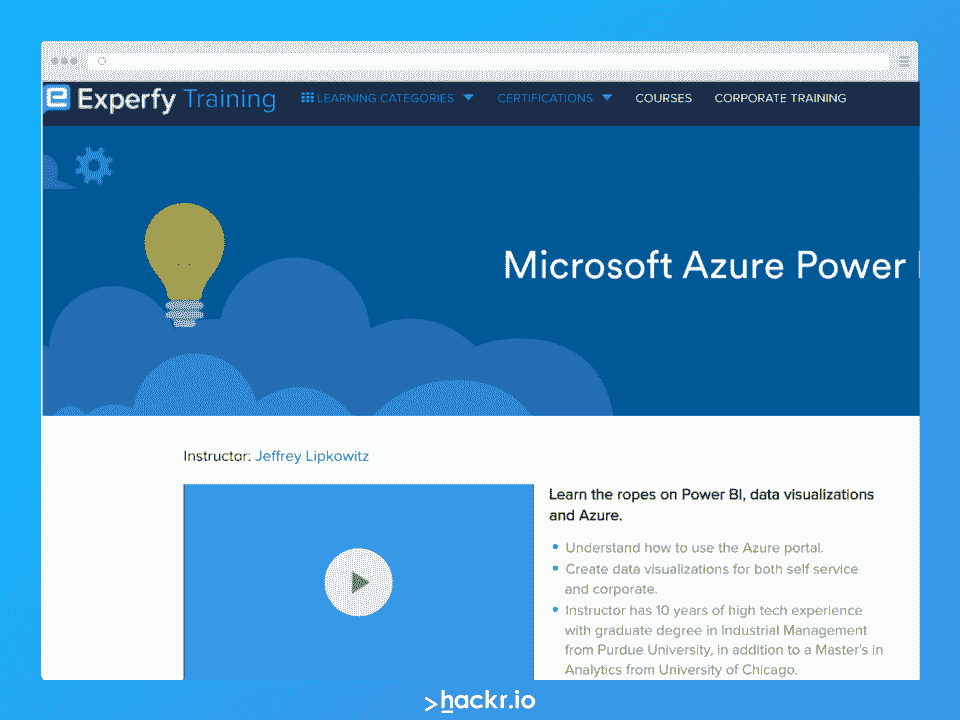 e Experfy Training LEARNING CATEGORIES CERTIFICATIONS COURSES CORPORATE TRAINING
Microsoft Azure Power
Instructor: Jeffrey Lipkowitz
Learn the ropes on Power BI, data visualizations
and Azure.
Understand how to use the Azure portal.
Create data visualizations for both self service
and corporate.
Instructor has 10 years of high tech experience
with graduate degree in Industrial Management
from Purdue University, in addition to a Master's in
Analytics from University of Chicago.
>hackr.io